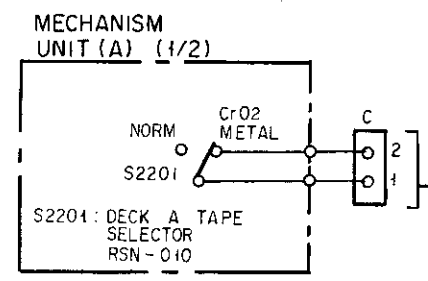 MECHANISM
UNIT (A) (1/2)
CrO2
METAL
NORM
C
2
1
S2201
S2201: DECK A TAPE
SELECTOR
RSN-010